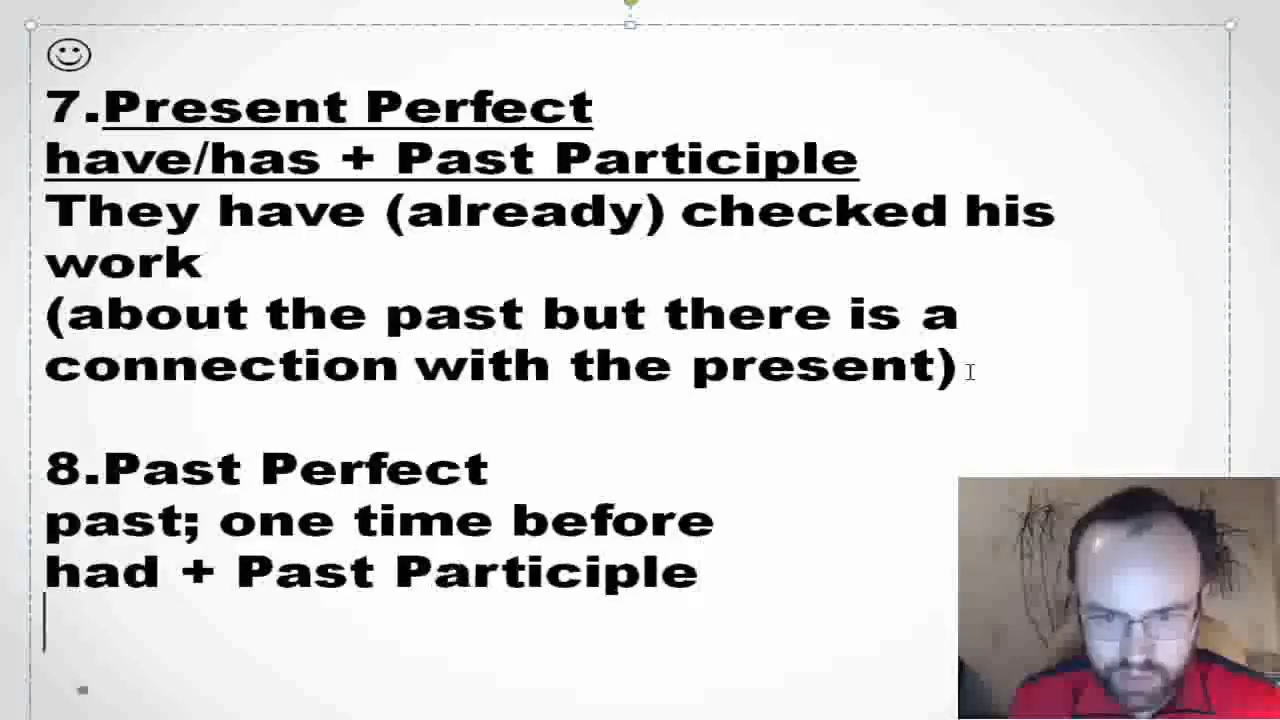 7.Present Perfect
have/has + Past Participle
They have (already) checked his
work
(about the past but there is a
connection with the present)
8.Past Perfect
past; one time before
had + Past Participle